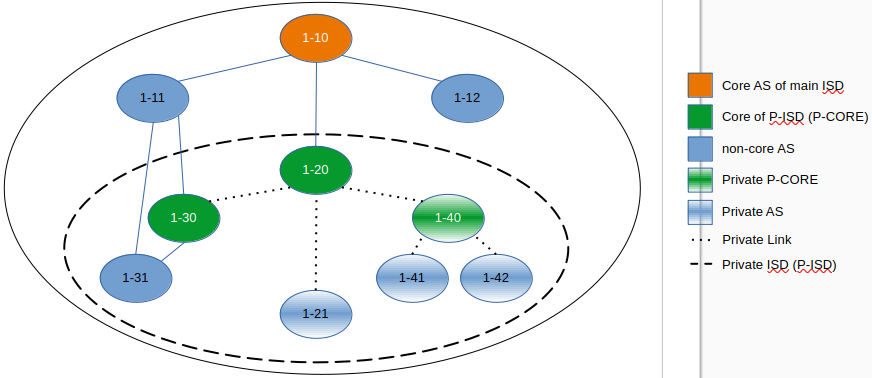 1-10
1-11
1-12
1-20
1-30
1-40
1-31
1-41
1-42
1-21
Core AS of main ISD
Core of P-ISD (P-CORE)
non-core AS
Private P-CORE
Private AS
Private Link
Private ISD (P-ISD)